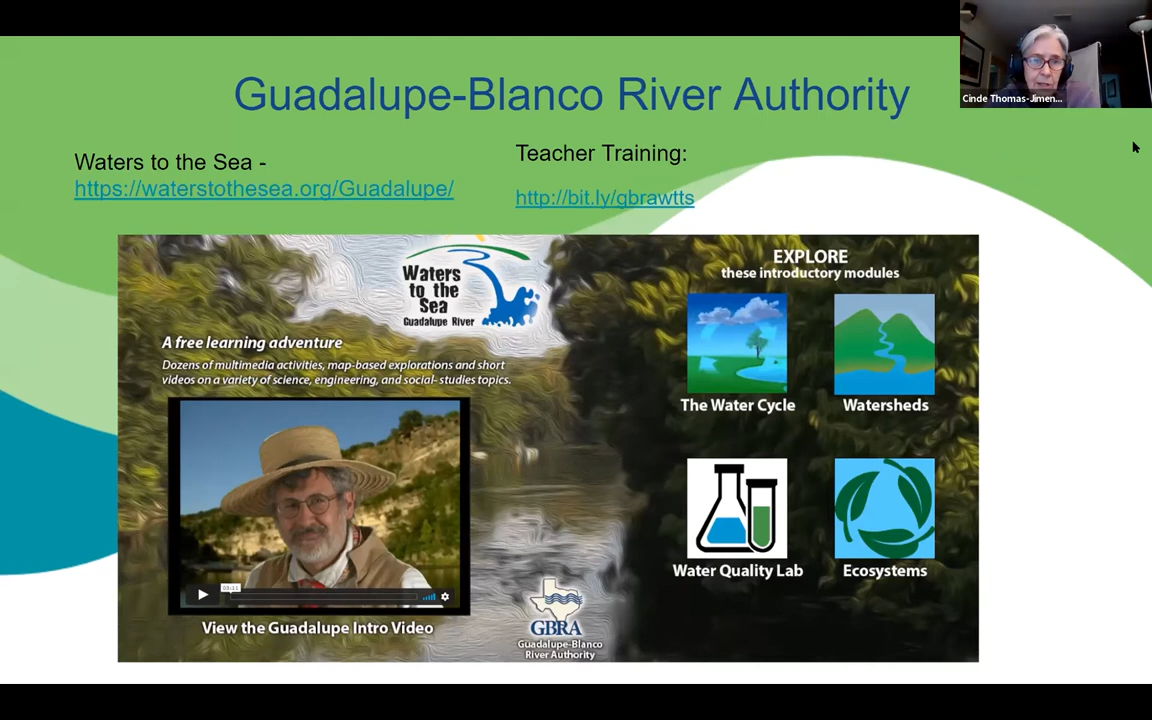 Cinde Thomas-Jimen...
Guadalupe-Blanco River Authority
Waters to the Sea -
https://waterstothesea.org/Guadalupe/
Teacher Training:
http://bit.ly/gbrawtts
Waters
to the
Sea
Guadalupe River
A free learning adventure
Dozens of multimedia activities, map-based explorations and short
videos on a variety of science, engineering, and social- studies topics.
03:11
View the Guadalupe Intro Video
GBRA
Guadalupe-Blanco
River Authority
EXPLORE
these introductory modules
The Water Cycle
Watersheds
Water Quality Lab
Ecosystems